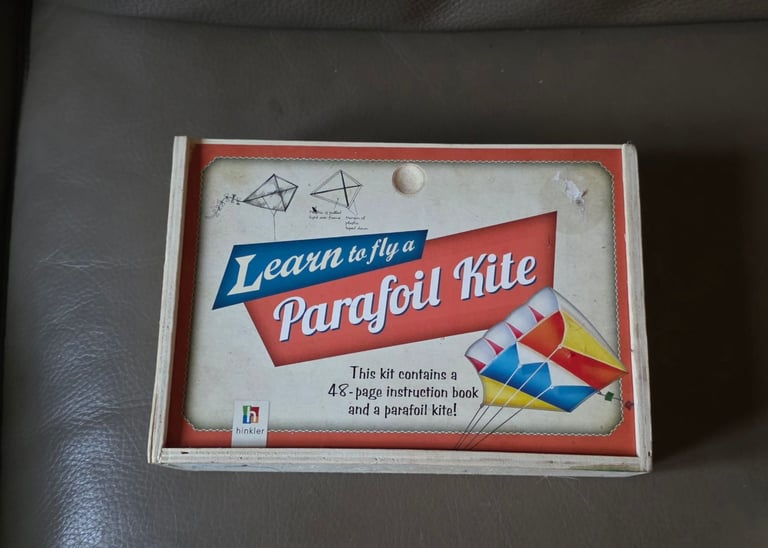 Learn to fly a
Parafoil Kite
This kit contains a
48-page instruction book
and a parafoil kite!
hinkler